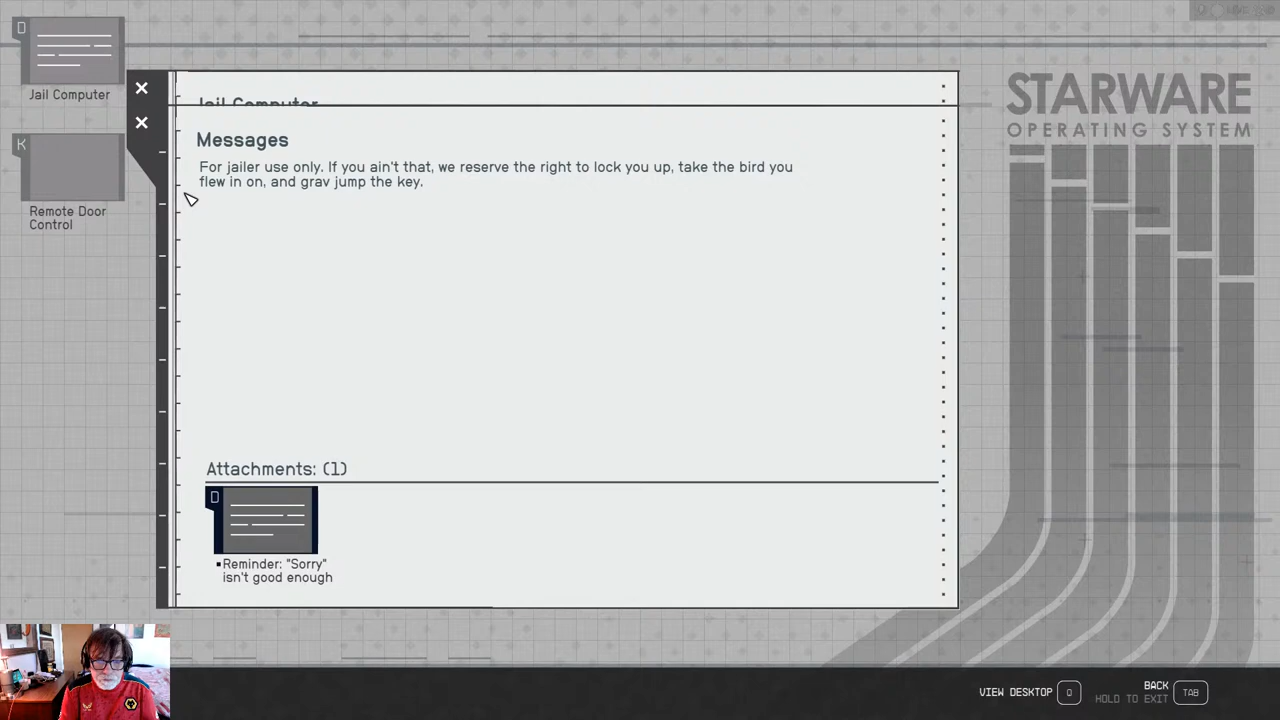 D
Jail Computer
K
Remote Door
Control
Jail Computer
Messages
For jailer use only. If you ain't that, we reserve the right to lock you up, take the bird you
flew in on, and grav jump the key.
Attachments: (1)
D
Reminder: "Sorry"
isn't good enough
STARWARE
OPERATING SYSTEM
VIEW DESKTOP Q
BACK
HOLD TO EXIT TAB